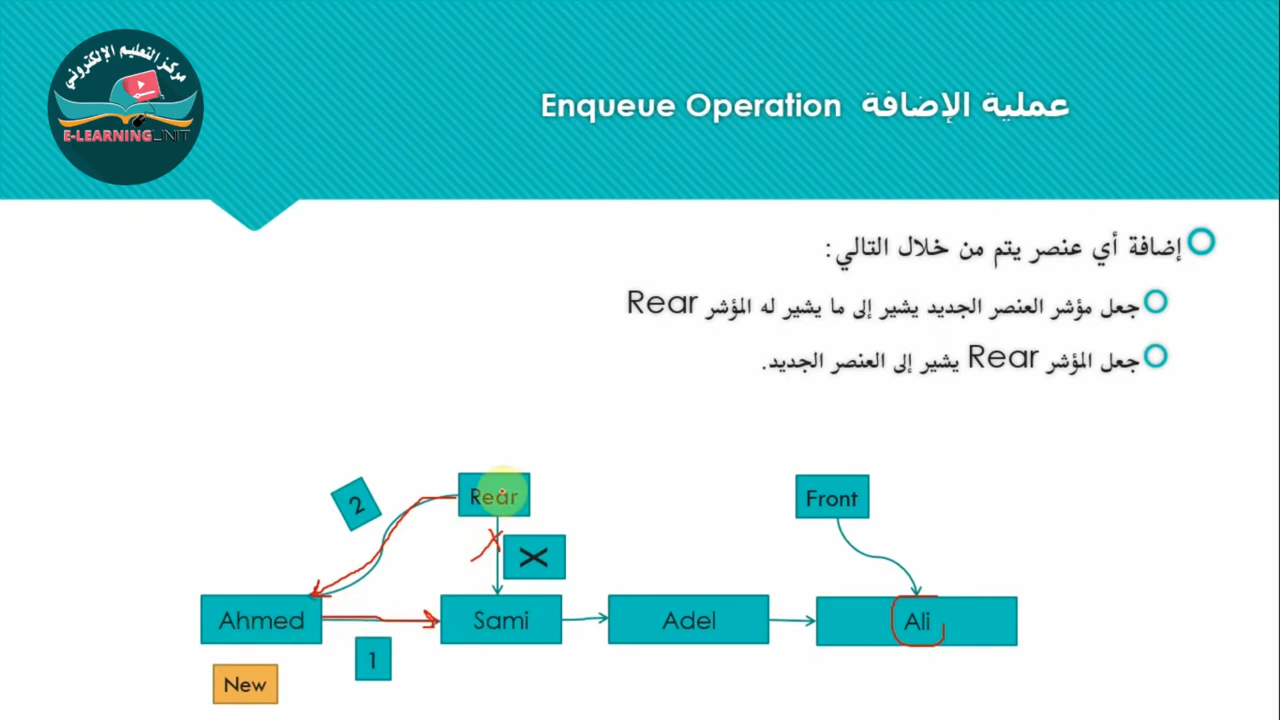 مركز التعليم الإلكتروني
E-LEARNING UNIT
عملية الإضافة Enqueue Operation
إضافة أي عنصر يتم من خلال التالي:
جعل مؤشر العنصر الجديد يشير إلى ما يشير له المؤشر Rear
جعل المؤشر Rear يشير إلى العنصر الجديد.
2
Rear
Front
X
Ahmed
Sami
Adel
Ali
1
New